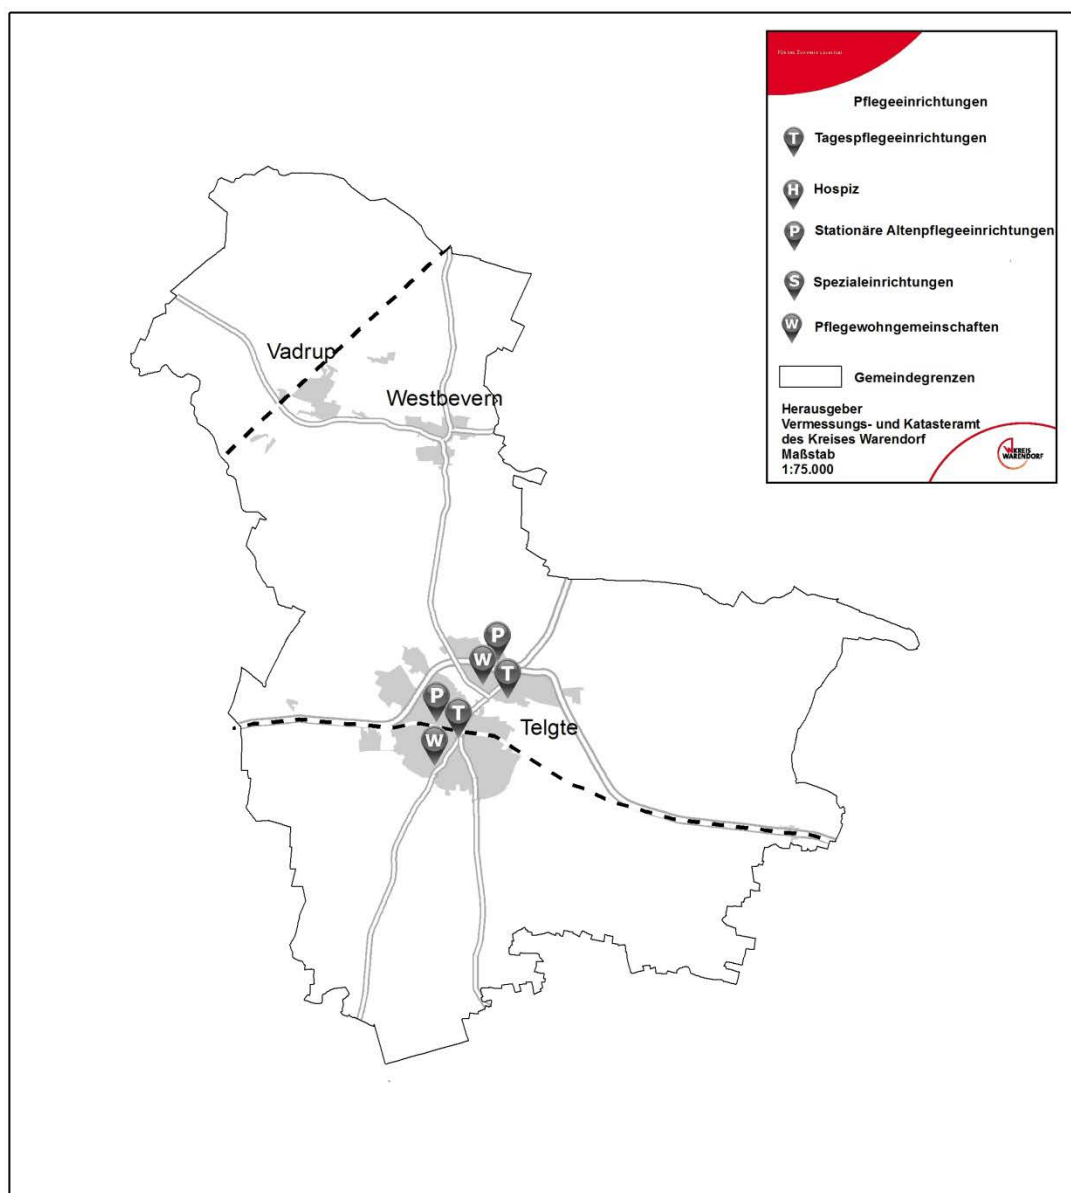 Pflegeeinrichtungen
T Tagespflegeeinrichtungen
H Hospiz
P Stationäre Altenpflegeeinrichtungen
S Spezialeinrichtungen
W Pflegewohngemeinschaften
Gemeindegrenzen
Herausgeber
Vermessungs- und Katasteramt
des Kreises Warendorf
Maßstab
1:75.000
KREIS
WARENDORF
Vadrup
Westbevern
P
W
T
P
T
Telgte
W